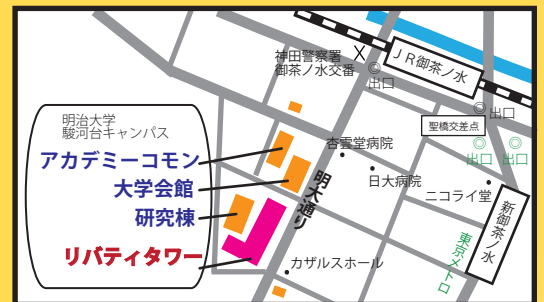 神田警察署
御茶ノ水交番
X
JR御茶ノ水
◎
出口
◎出口
聖橋交差点
◎ ◎
出口 出口
明治大学
駿河台キャンパス
アカデミーコモン
大学会館
研究棟
リバティタワー
明大通り
杏雲堂病院
日大病院
ニコライ堂
新御茶ノ水
東京メトロ
カザルスホール